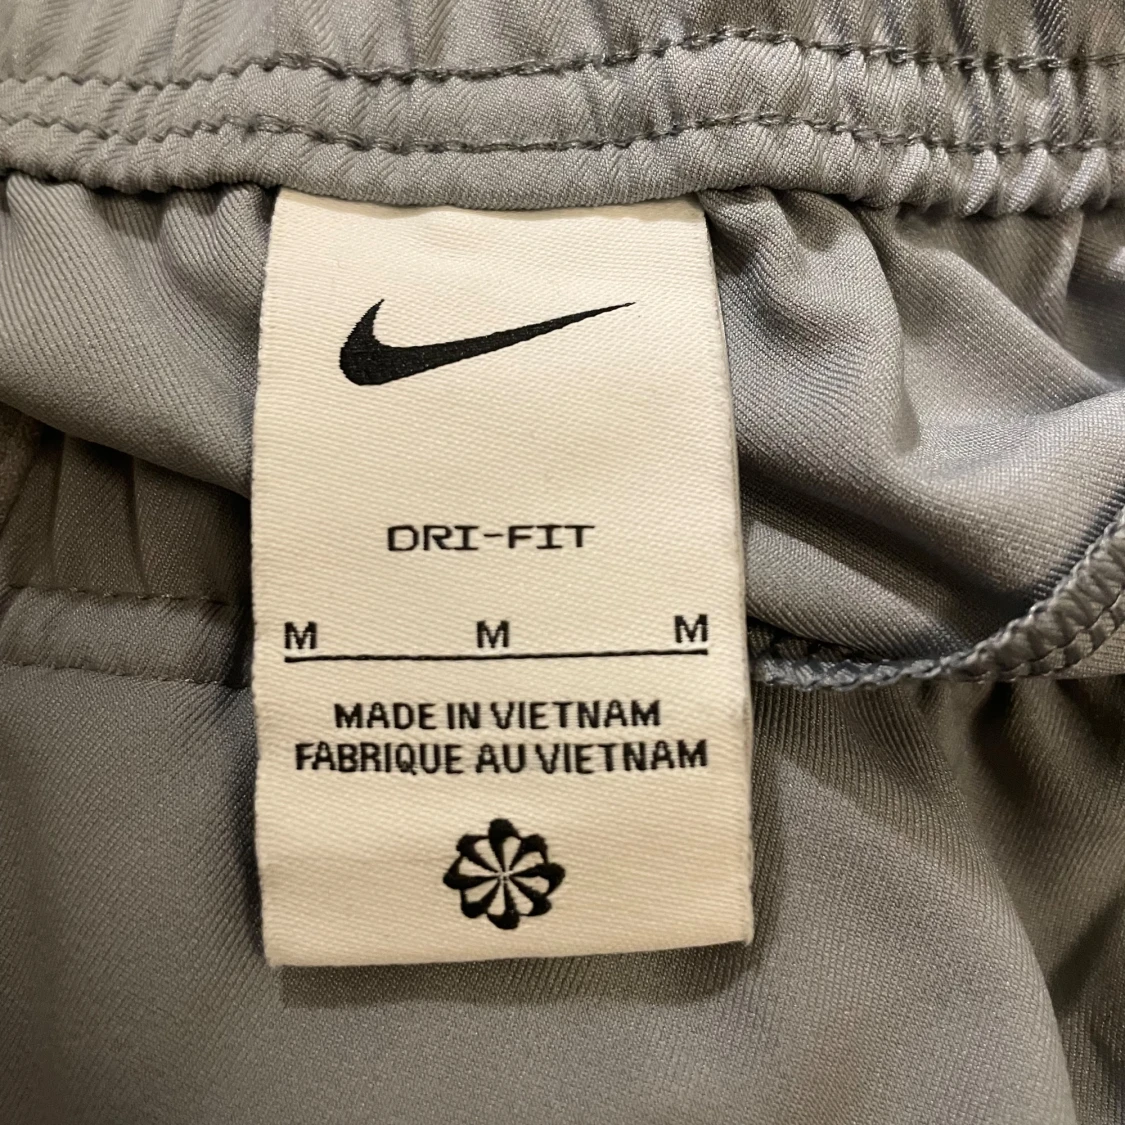 DRI-FIT
M M M
MADE IN VIETNAM
FABRIQUE AU VIETNAM